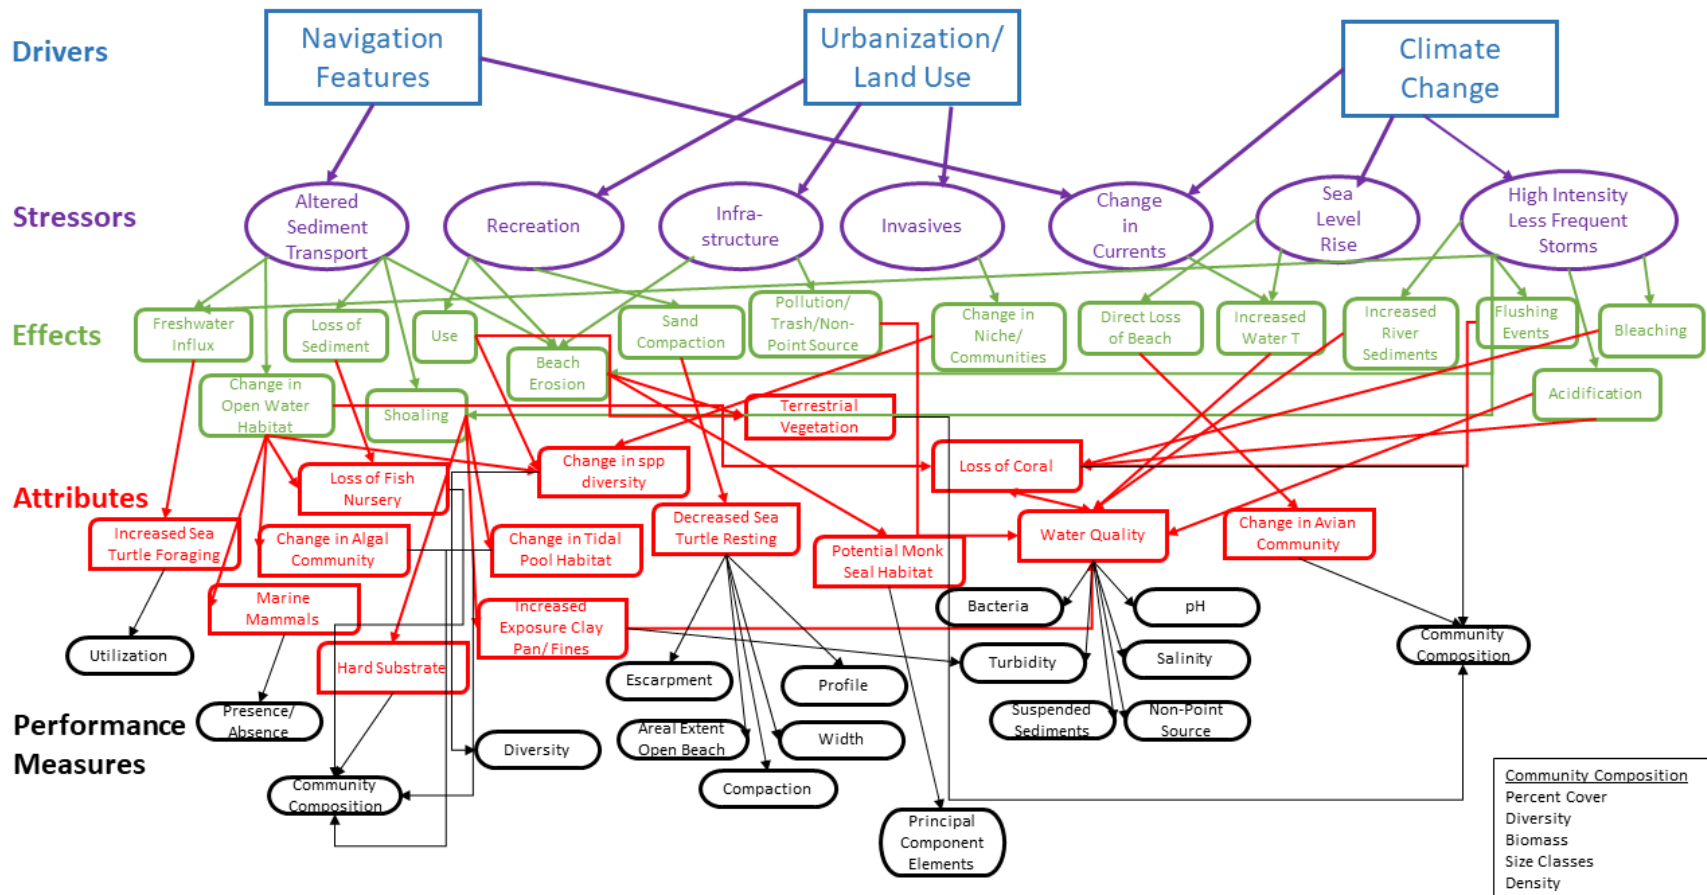 Drivers
Navigation
Features
Urbanization/
Land Use
Climate
Change
Stressors
Altered
Sediment
Transport
Recreation
Infra-
structure
Invasives
Change
in
Currents
Sea
Level
Rise
High Intensity
Less Frequent
Storms
Effects
Freshwater
Influx
Loss of
Sediment
Use
Beach
Erosion
Sand
Compaction
Pollution/
Trash/Non-
Point Source
Change in
Niche/
Communities
Direct Loss
of Beach
Increased
Water T
Increased
River
Sediments
Flushing
Events
Bleaching
Change in
Open Water
Habitat
Shoaling
Acidification
Terrestrial
Vegetation
Attributes
Loss of Fish
Nursery
Change in spp
diversity
Loss of Coral
Increased Sea
Turtle Foraging
Change in Algal
Community
Change in Tidal
Pool Habitat
Decreased Sea
Turtle Resting
Potential Monk
Seal Habitat
Water Quality
Change in Avian
Community
Marine
Mammals
Increased
Exposure Clay
Pan/ Fines
Hard Substrate
Performance
Measures
Utilization
Presence/
Absence
Community
Composition
Diversity
Escarpment
Profile
Areal Extent
Open Beach
Width
Compaction
Principal
Component
Elements
Bacteria
pH
Turbidity
Salinity
Suspended
Sediments
Non-Point
Source
Community
Composition
Community Composition
Percent Cover
Diversity
Biomass
Size Classes
Density